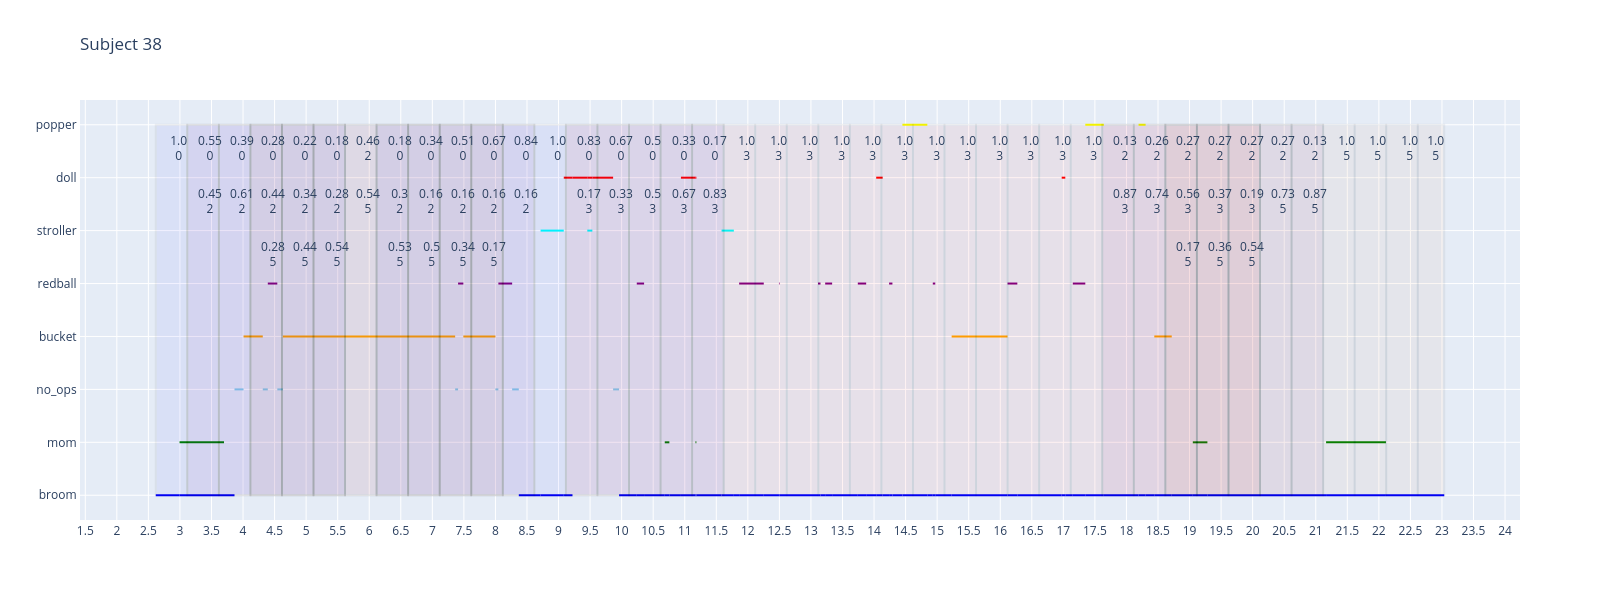 Subject 38
popper
1.0 0.55 0.39 0.28 0.22 0.18 0.46 0.18 0.34 0.51 0.67 0.84 1.0 0.83 0.67 0.5 0.33 0.17 1.0 1.0 1.0 1.0 1.0 1.0 1.0 1.0 1.0 1.0 1.0 1.0 0.13 0.26 0.27 0.27 0.27 0.27 0.13 1.0 1.0 1.0 1.0
0 0 0 0 0 0 2 0 0 0 0 0 0 0 0 0 0 0 3 3 3 3 3 3 3 3 3 3 3 3 2 2 2 2 2 2 2 5 5 5 5
doll
0.45 0.61 0.44 0.34 0.28 0.54 0.3 0.16 0.16 0.16 0.16 0.17 0.33 0.5 0.67 0.83 0.87 0.74 0.56 0.37 0.19 0.73 0.87
2 2 2 2 2 5 2 2 2 2 2 3 3 3 3 3 3 3 3 3 3 5 5
stroller
0.28 0.44 0.54 0.53 0.5 0.34 0.17 0.17 0.36 0.54
5 5 5 5 5 5 5 5 5 5
redball
bucket
no_ops
mom
broom
1.5 2 2.5 3 3.5 4 4.5 5 5.5 6 6.5 7 7.5 8 8.5 9 9.5 10 10.5 11 11.5 12 12.5 13 13.5 14 14.5 15 15.5 16 16.5 17 17.5 18 18.5 19 19.5 20 20.5 21 21.5 22 22.5 23 23.5 24